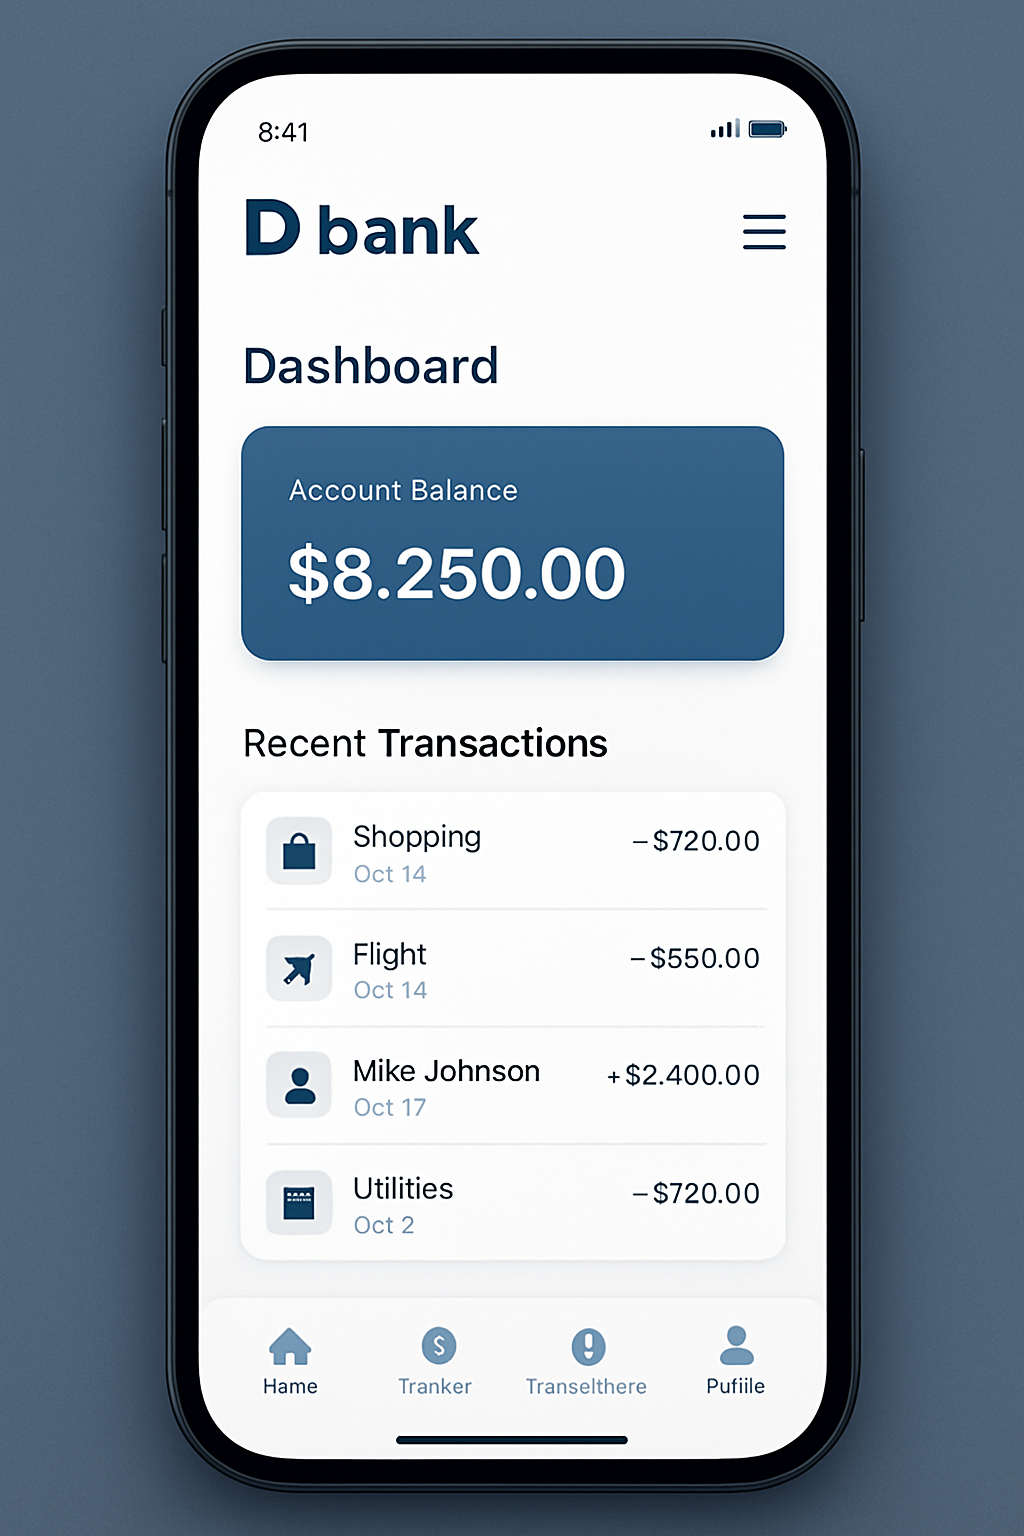 8:41
D bank
Dashboard
Account Balance
$8.250.00
Recent Transactions
Shopping
–$720.00
Oct 14
Flight
–$550.00
Oct 14
Mike Johnson
+$2.400.00
Oct 17
Utilities
–$720.00
Oct 2
Hame
Tranker
Transelthere
Pufiile